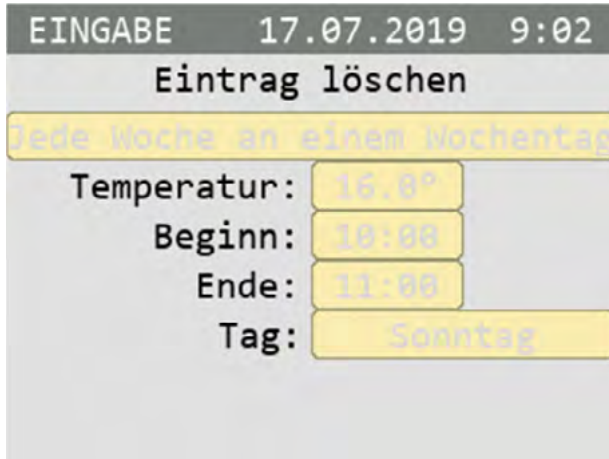 EINGABE 17.07.2019 9:02
Eintrag löschen
Jede Woche an einem Wochentag
Temperatur: 16.0°
Beginn: 10:00
Ende: 11:00
Tag: Sonntag